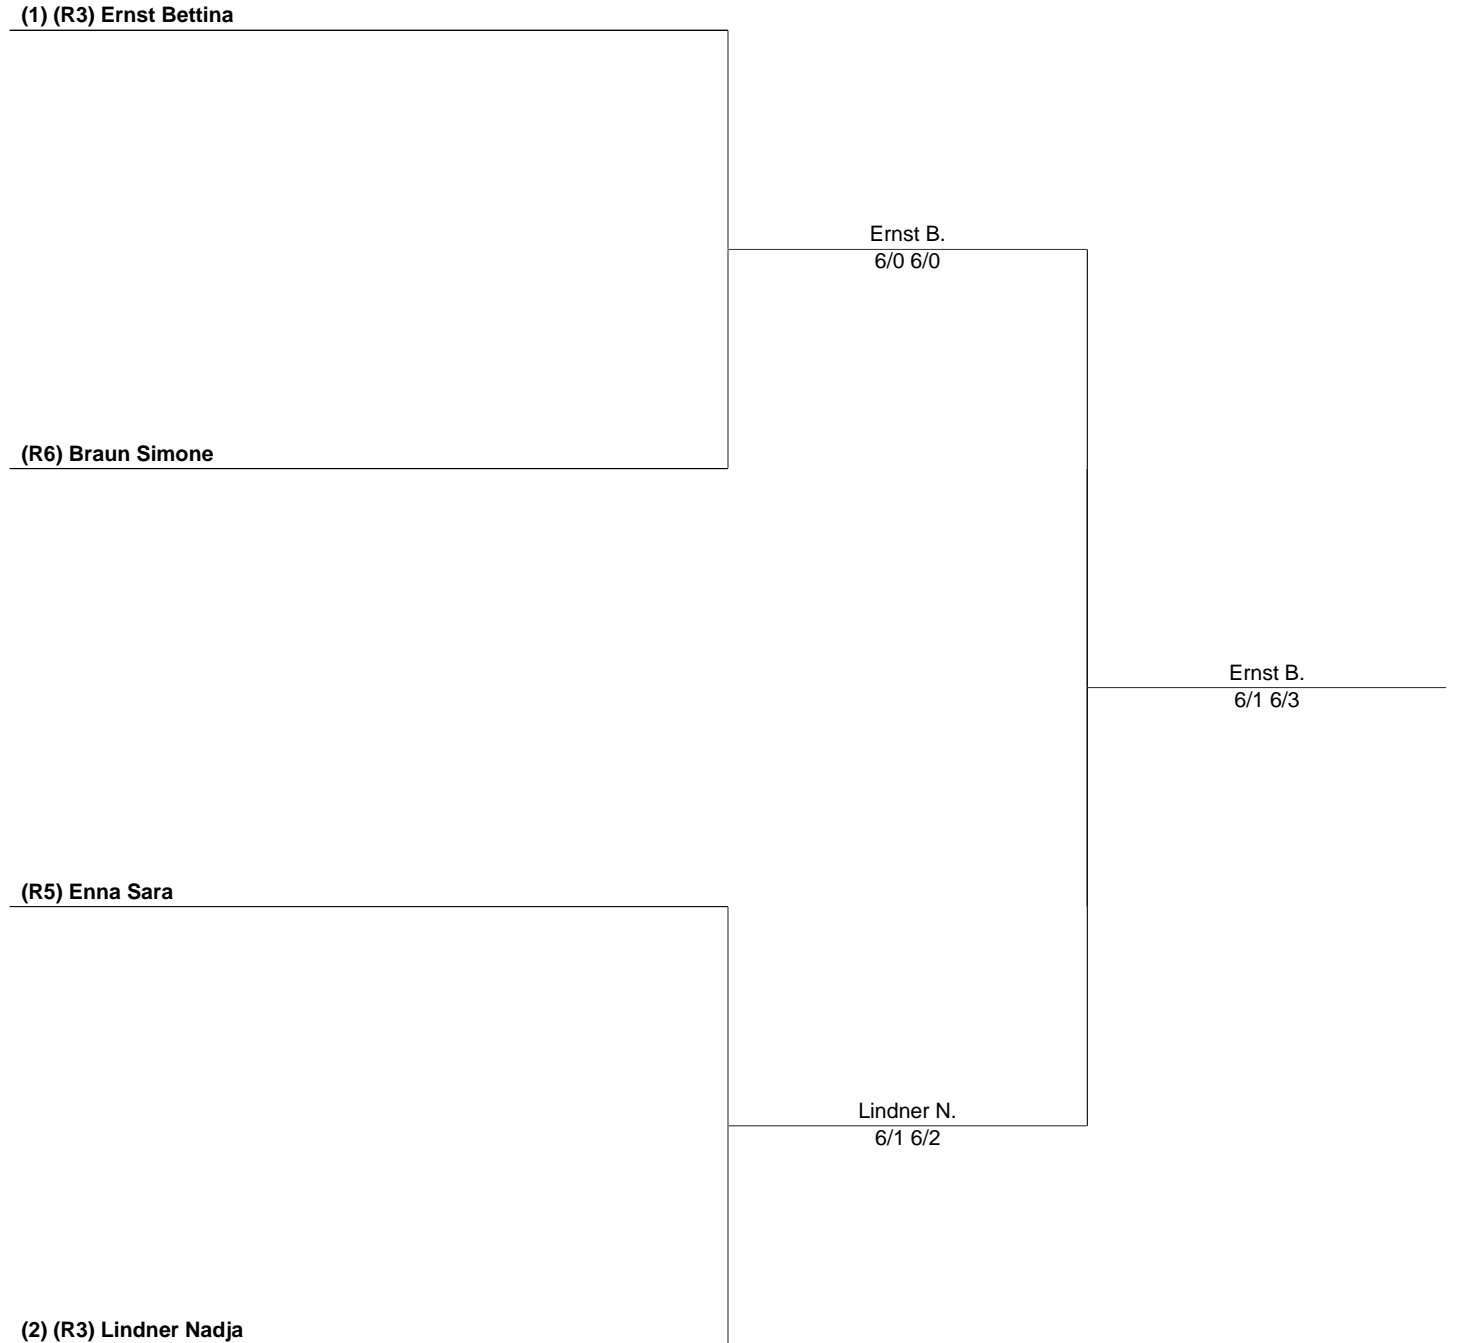 (1) (R3) Ernst Bettina
Ernst B.
6/0 6/0
(R6) Braun Simone
Ernst B.
6/1 6/3
(R5) Enna Sara
Lindner N.
6/1 6/2
(2) (R3) Lindner Nadja